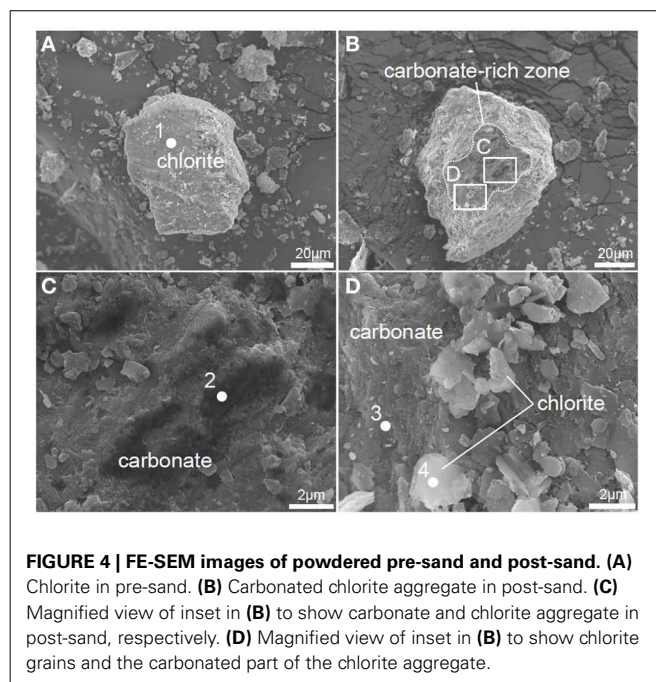 A
1
chlorite
20μm
B
carbonate-rich zone
C
D
20μm
C
2
carbonate
2μm
D
carbonate
3
chlorite
4
2μm
FIGURE 4 | FE-SEM images of powdered pre-sand and post-sand. (A)
Chlorite in pre-sand. (B) Carbonated chlorite aggregate in post-sand. (C)
Magnified view of inset in (B) to show carbonate and chlorite aggregate in
post-sand, respectively. (D) Magnified view of inset in (B) to show chlorite
grains and the carbonated part of the chlorite aggregate.